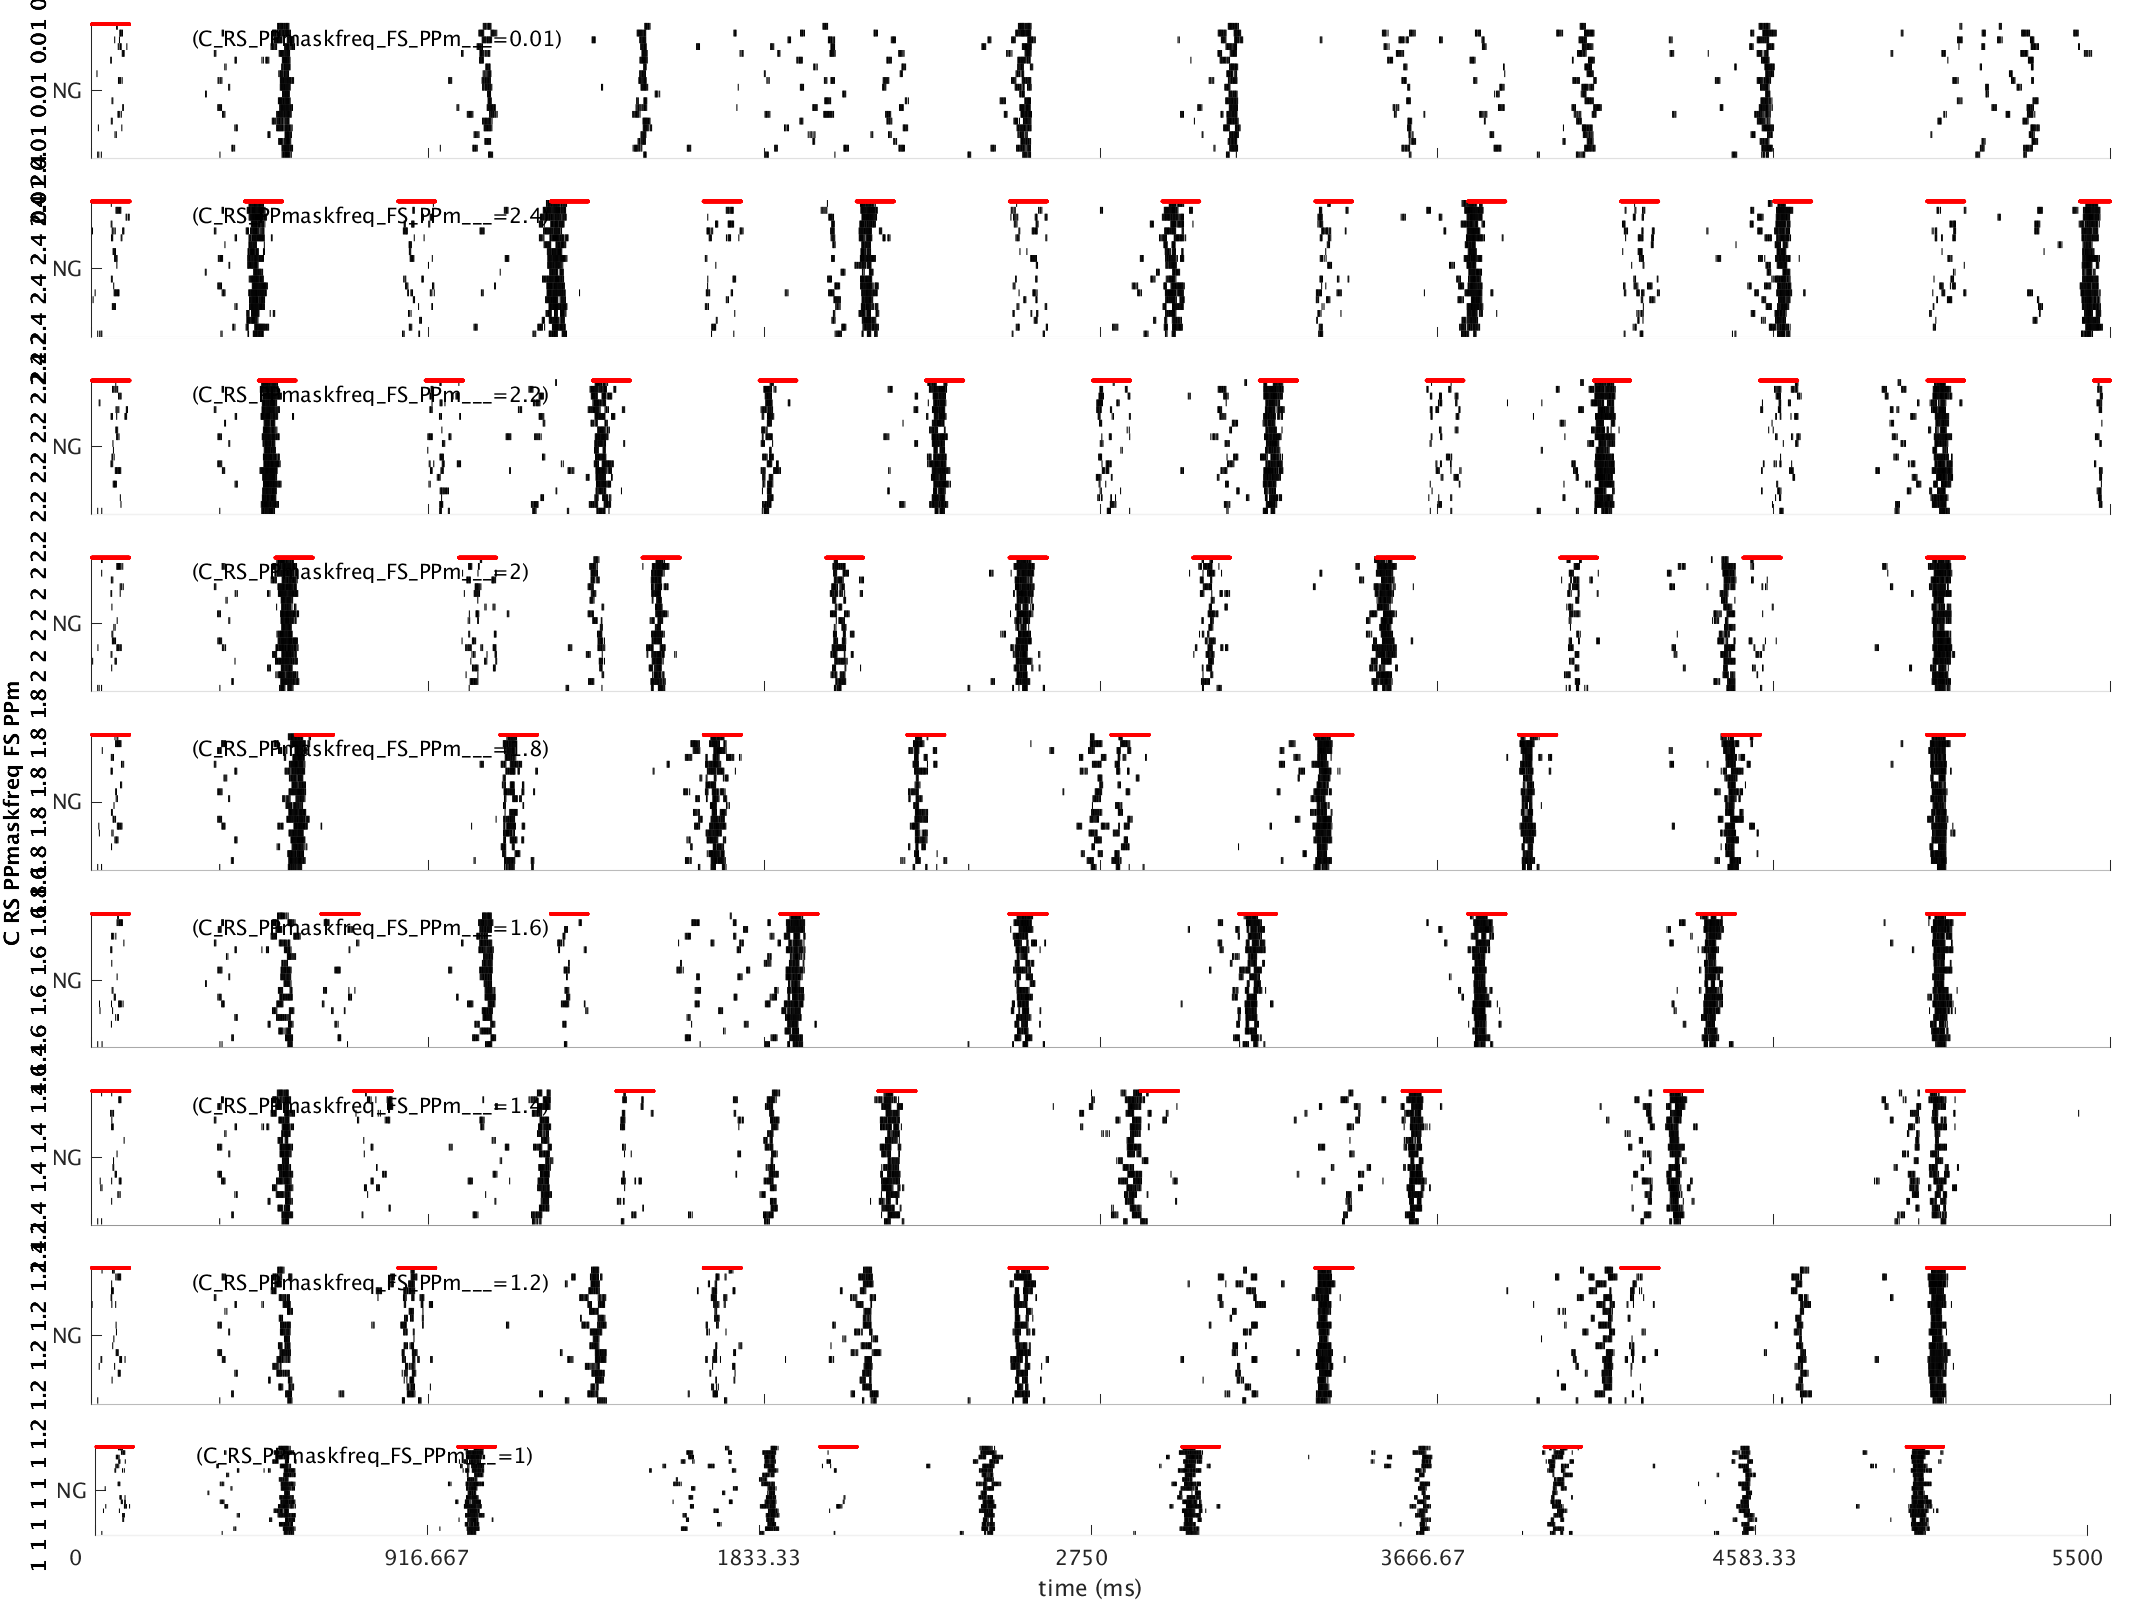 (C_RS_PPmaskfreq_FS_PPm___=0.01)
NG
(C_RS_PPmaskfreq_FS_PPm___=2.4)
NG
(C_RS_PPmaskfreq_FS_PPm___=2.2)
NG
(C_RS_PPmaskfreq_FS_PPm___=2)
NG
(C_RS_PPmaskfreq_FS_PPm___=1.8)
NG
(C_RS_PPmaskfreq_FS_PPm___=1.6)
NG
(C_RS_PPmaskfreq_FS_PPm___=1.4)
NG
(C_RS_PPmaskfreq_FS_PPm___=1.2)
NG
(C_RS_PPmaskfreq_FS_PPm___=1)
NG
C RS PPmaskfreq FS PPm
0 916.667 1833.33 2750 3666.67 4583.33 5500
time (ms)